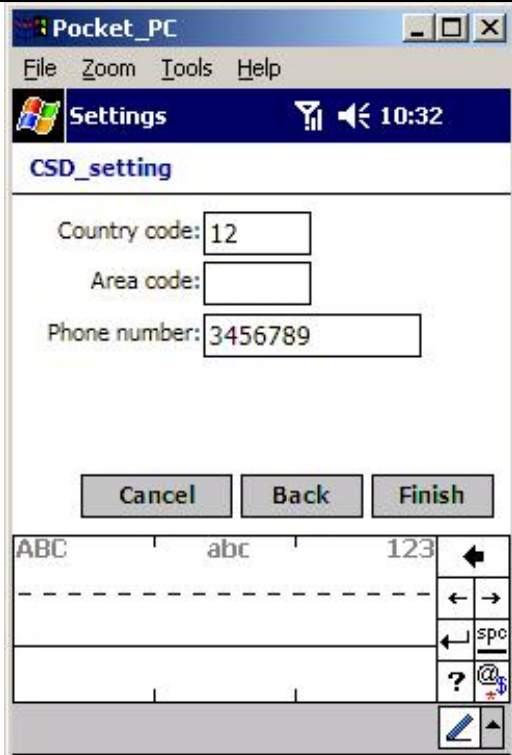 Pocket_PC
File Zoom Tools Help
Settings 10:32
CSD_setting
Country code: 12
Area code:
Phone number: 3456789
Cancel Back Finish
ABC abc 123
spc
? @*$